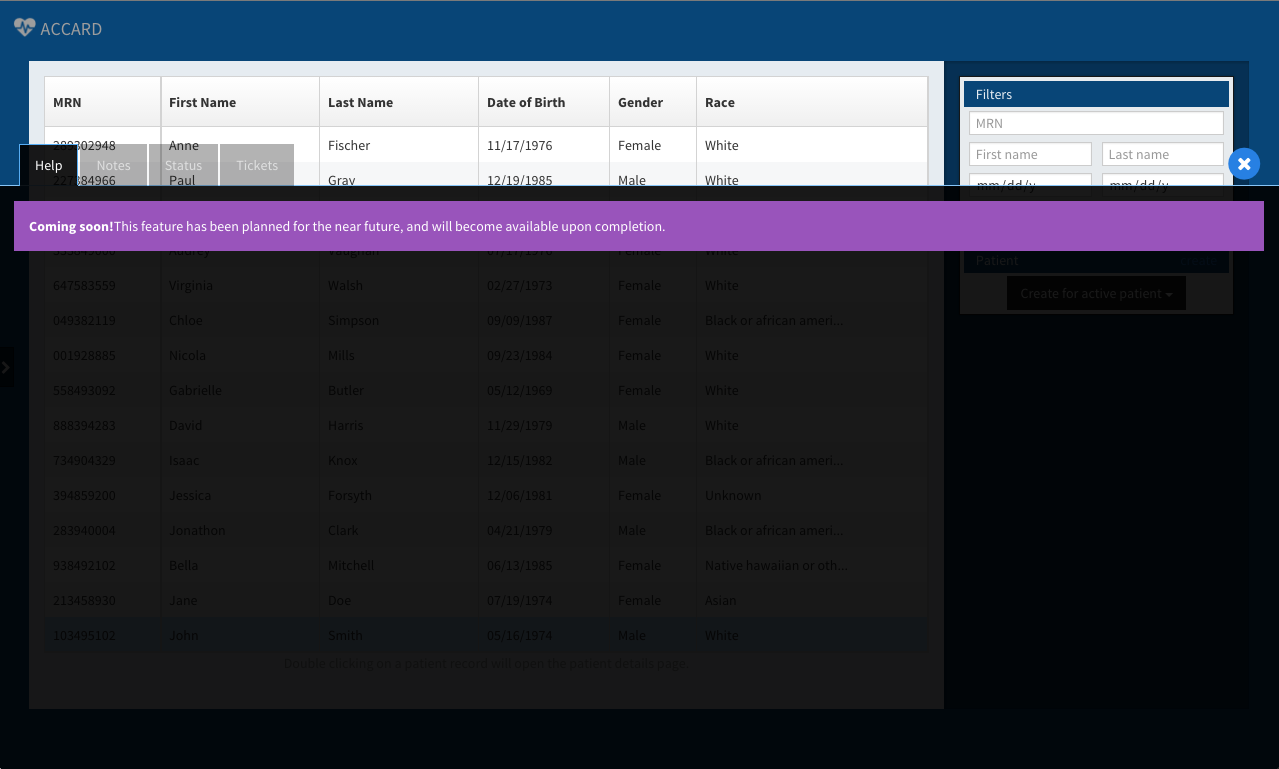 ACCARD
MRN First Name Last Name Date of Birth Gender Race
289302948 Anne Fischer 11/17/1976 Female White
227384966 Paul Gray 12/19/1985 Male White
Help Notes Status Tickets
Filters
MRN
First name Last name
mm/dd/y mm/dd/y
Coming soon!This feature has been planned for the near future, and will become available upon completion.
Patient
Create for active patient
647583559 Virginia Walsh 02/27/1973 Female White
049382119 Chloe Simpson 09/09/1987 Female Black or african ameri...
001928885 Nicola Mills 09/23/1984 Female White
558493092 Gabrielle Butler 05/12/1969 Female White
888394283 David Harris 11/29/1979 Male White
734904329 Isaac Knox 12/15/1982 Male Black or african ameri...
394859200 Jessica Forsyth 12/06/1981 Female Unknown
283940004 Jonathon Clark 04/21/1979 Male Black or african ameri...
938492102 Bella Mitchell 06/13/1985 Female Native hawaiian or oth...
213458930 Jane Doe 07/19/1974 Female Asian
103495102 John Smith 05/16/1974 Male White
Double clicking on a patient record will open the patient details page.